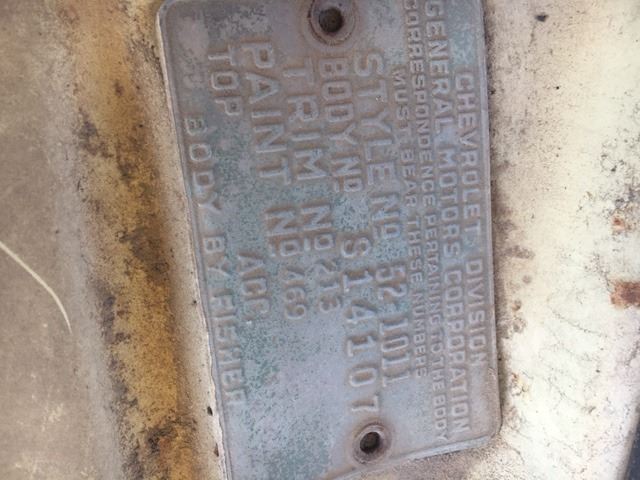 CHEVROLET DIVISION
GENERAL MOTORS CORPORATION
CORRESPONDENCE PERTAINING TO THE BODY
MUST BEAR THESE NUMBERS
STYLE No. 52 1011
BODY No. S14107
TRIM No. 213
PAINT No. 469
TOP ACC.
BODY BY FISHER